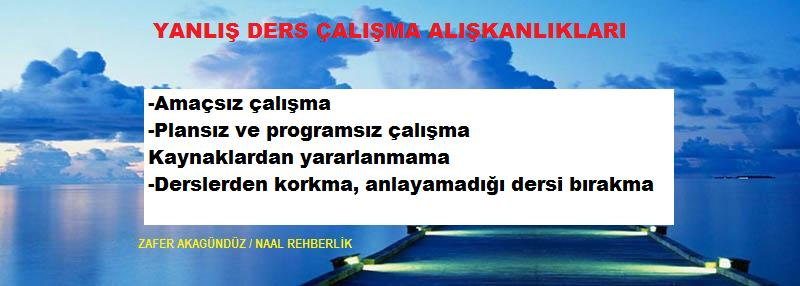 YANLIŞ DERS ÇALIŞMA ALIŞKANLIKLARI
-Amaçsız çalışma
-Plansız ve programsız çalışma
Kaynaklardan yararlanmama
-Derslerden korkma, anlayamadığı dersi bırakma
ZAFER AKAGÜNDÜZ / NAAL REHBERLİK